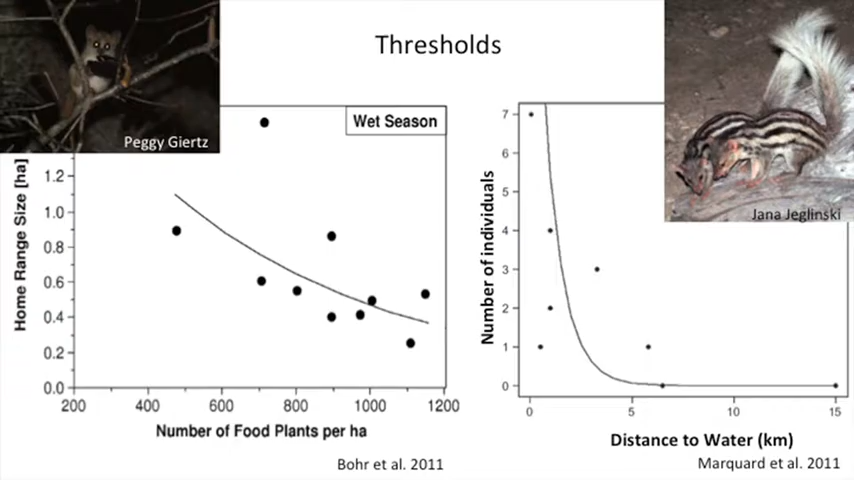 Thresholds
Peggy Giertz
Jana Jeglinski
Wet Season
Home Range Size [ha]
1.2
1.0
0.8
0.6
0.4
0.2
0.0
200 400 600 800 1000 1200
Number of Food Plants per ha
Bohr et al. 2011
Number of individuals
7
6
5
4
3
2
1
0
0 5 10 15
Distance to Water (km)
Marquard et al. 2011